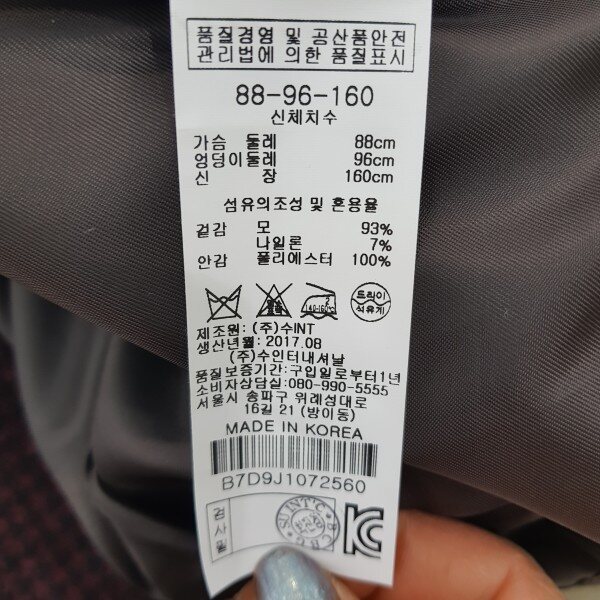 품질경영 및 공산품안전
관리법에 의한 품질표시
88-96-160
신체치수
가슴 둘레 88cm
엉덩이둘레 96cm
신 장 160cm
섬유의조성 및 혼용율
겉감 모 93%
나일론 7%
안감 폴리에스터 100%
드라이
석유계
제조원: (주)수INT
생산년월: 2017.08
(주)수인터내셔날
품질보증기간:구입일로부터1년
소비자상담실:080-990-5555
서울시 송파구 위례성대로
16길 21 (방이동)
MADE IN KOREA
B7D9J1072560
검사필